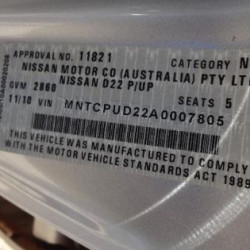 APPROVAL NO. 11821 CATEGORY
NISSAN MOTOR CO (AUSTRALIA) PTY LT
NISSAN D22 P/UP
GVM 2860 SEATS 5
11/10 VIN MNTCPUD22A0007805
THIS VEHICLE WAS MANUFACTURED TO COMPLY
WITH THE MOTOR VEHICLE STANDARDS ACT 1989